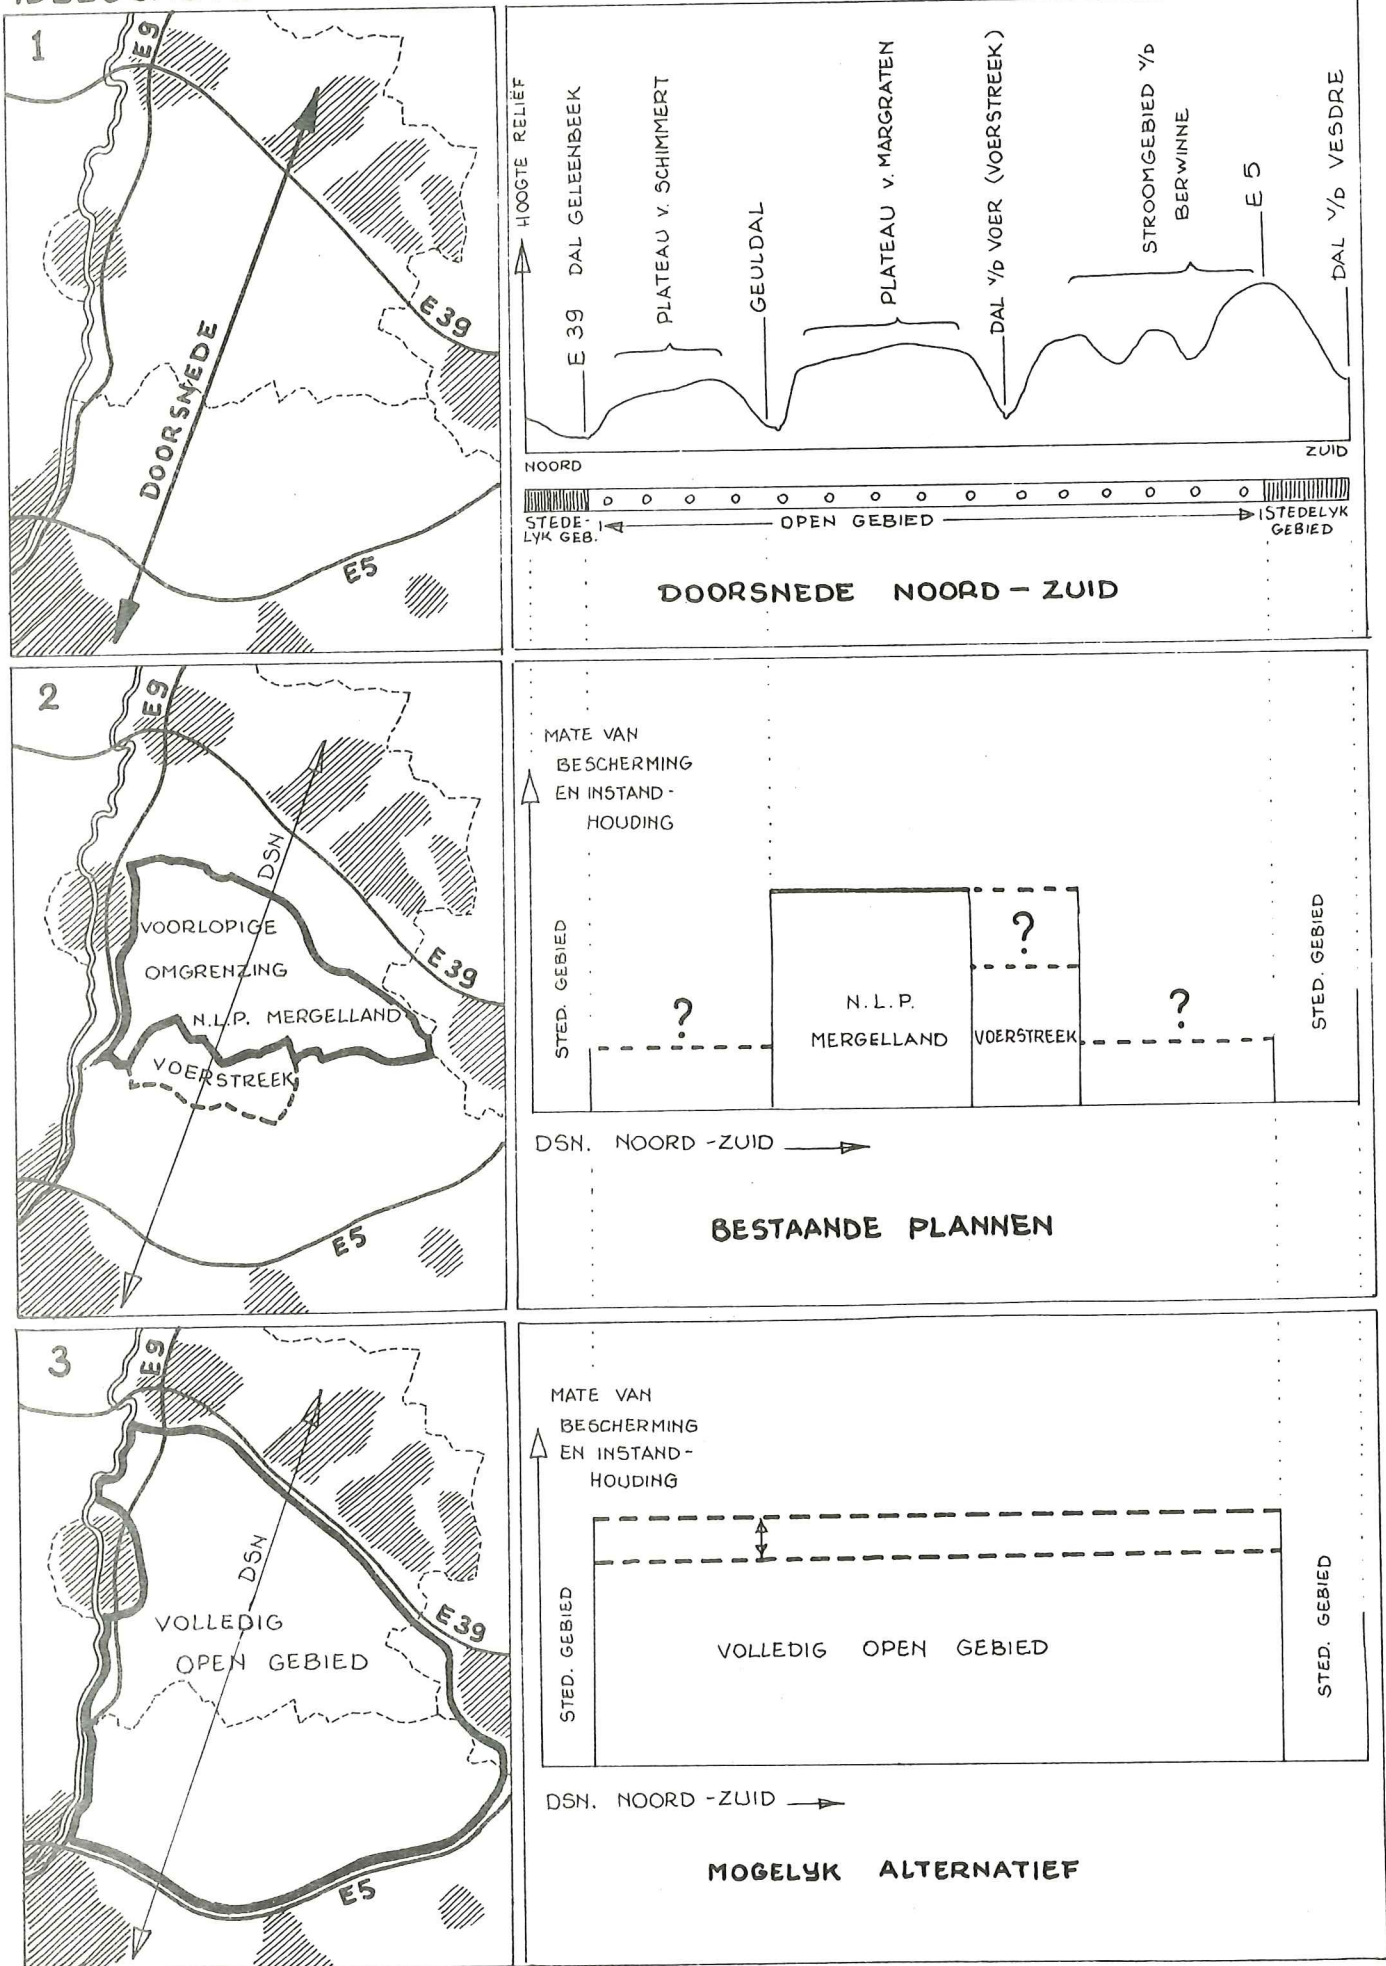 1
E9
E39
DOORSNEDE
E5
HOOGTE RELIËF
E 39 DAL GELEENBEEK
PLATEAU V. SCHIMMERT
GEULDAL
PLATEAU V. MARGRATEN
DAL V/D VOER (VOERSTREEK)
STROOMGEBIED V/D
BERWINNE
E 5
DAL V/D VESDRE
NOORD
ZUID
STEDE-
LYK GEB.
OPEN GEBIED
STEDELYK
GEBIED
DOORSNEDE NOORD - ZUID
2
E9
DSN
E39
VOORLOPIGE
OMGRENZING
N.L.P. MERGELLAND
VOERSTREEK
E5
MATE VAN
BESCHERMING
EN INSTAND-
HOUDING
STED. GEBIED
?
N.L.P.
MERGELLAND
?
VOERSTREEK
?
STED. GEBIED
DSN. NOORD - ZUID
BESTAANDE PLANNEN
3
E9
DSN
E39
VOLLEDIG
OPEN GEBIED
E5
MATE VAN
BESCHERMING
EN INSTAND-
HOUDING
STED. GEBIED
VOLLEDIG OPEN GEBIED
STED. GEBIED
DSN. NOORD - ZUID
MOGELYK ALTERNATIEF